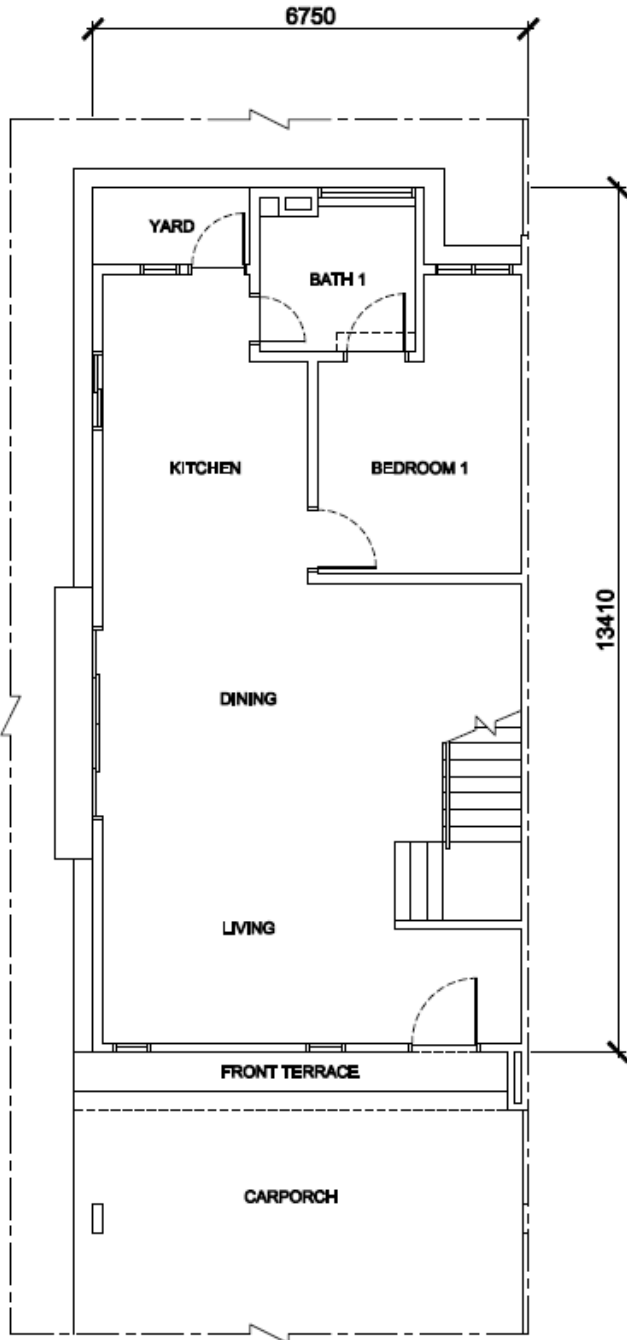 6750
YARD
BATH 1
KITCHEN
BEDROOM 1
13410
DINING
LIVING
FRONT TERRACE
CARPORCH